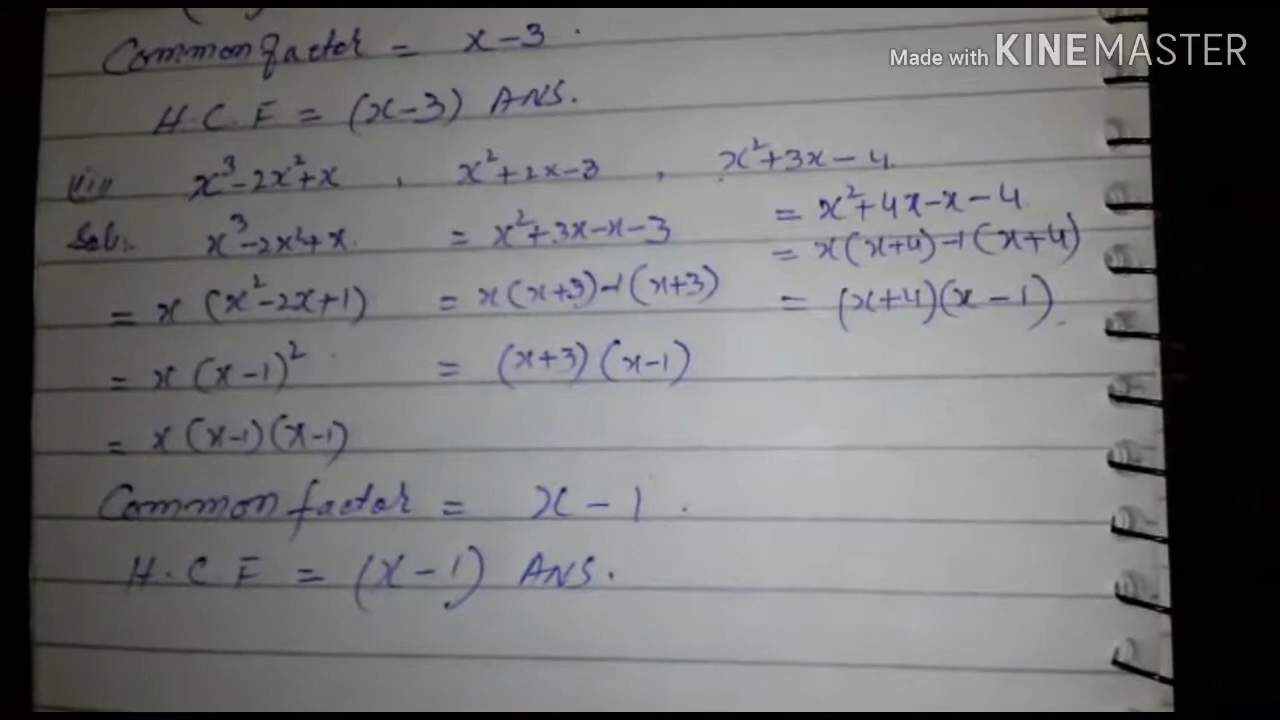 Common factor = x-3.
Made with KINEMASTER
H.C.F = (x-3) ANS.
x³-2x²+x , x²+2x-3 , x²+3x-4.
Sol:- x³-2x²+x. = x²+3x-x-3 = x²+4x-x-4
= x(x²-2x+1) = x(x+3)-1(x+3) = x(x+4)-1(x+4)
= x(x-1)² = (x+3)(x-1) = (x+4)(x-1).
= x(x-1)(x-1)
Common factor = x-1.
H.C.F = (x-1) ANS.